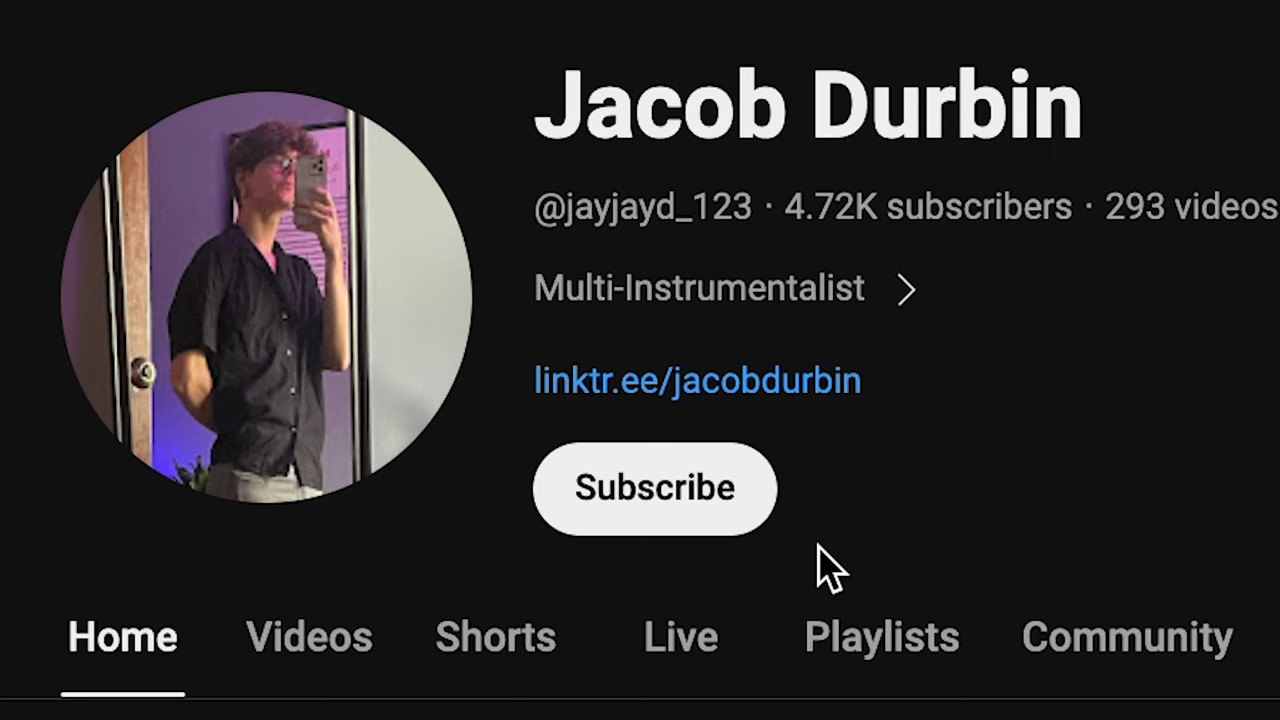 Jacob Durbin
@jayjayd_123 · 4.72K subscribers · 293 videos
Multi-Instrumentalist
linktr.ee/jacobdurbin
Subscribe
Home Videos Shorts Live Playlists Community